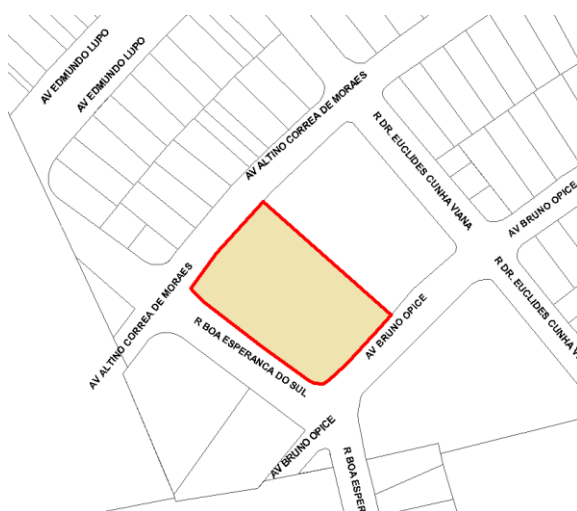 AV EDMUNDO LUPO
AV EDMUNDO LUPO
AV ALTINO CORREA DE MORAES
R DR. EUCLIDES CUNHA VIANA
AV BRUNO OPICE
R DR. EUCLIDES CUNHA VI
AV ALTINO CORREA DE MORAES
AV BRUNO OPICE
R BOA ESPERANCA DO SUL
AV BRUNO OPICE
R BOA ESPER